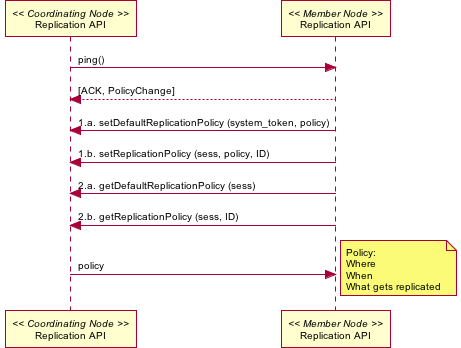 << Coordinating Node >>
Replication API
<< Member Node >>
Replication API
ping()
[ACK, PolicyChange]
1.a. setDefaultReplicationPolicy (system_token, policy)
1.b. setReplicationPolicy (sess, policy, ID)
2.a. getDefaultReplicationPolicy (sess)
2.b. getReplicationPolicy (sess, ID)
policy
Policy:
Where
When
What gets replicated
<< Coordinating Node >>
Replication API
<< Member Node >>
Replication API